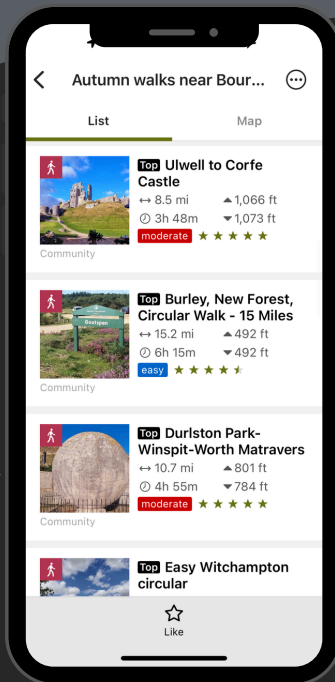 Autumn walks near Bour...
List
Map
Top Ulwell to Corfe
Castle
8.5 mi
1,066 ft
3h 48m
1,073 ft
moderate
Community
Top Burley, New Forest,
Circular Walk - 15 Miles
15.2 mi
492 ft
6h 15m
492 ft
easy
Goatspen
Community
Top Durlston Park-
Winspit-Worth Matravers
10.7 mi
801 ft
4h 55m
784 ft
moderate
Community
Top Easy Witchampton
circular
Like